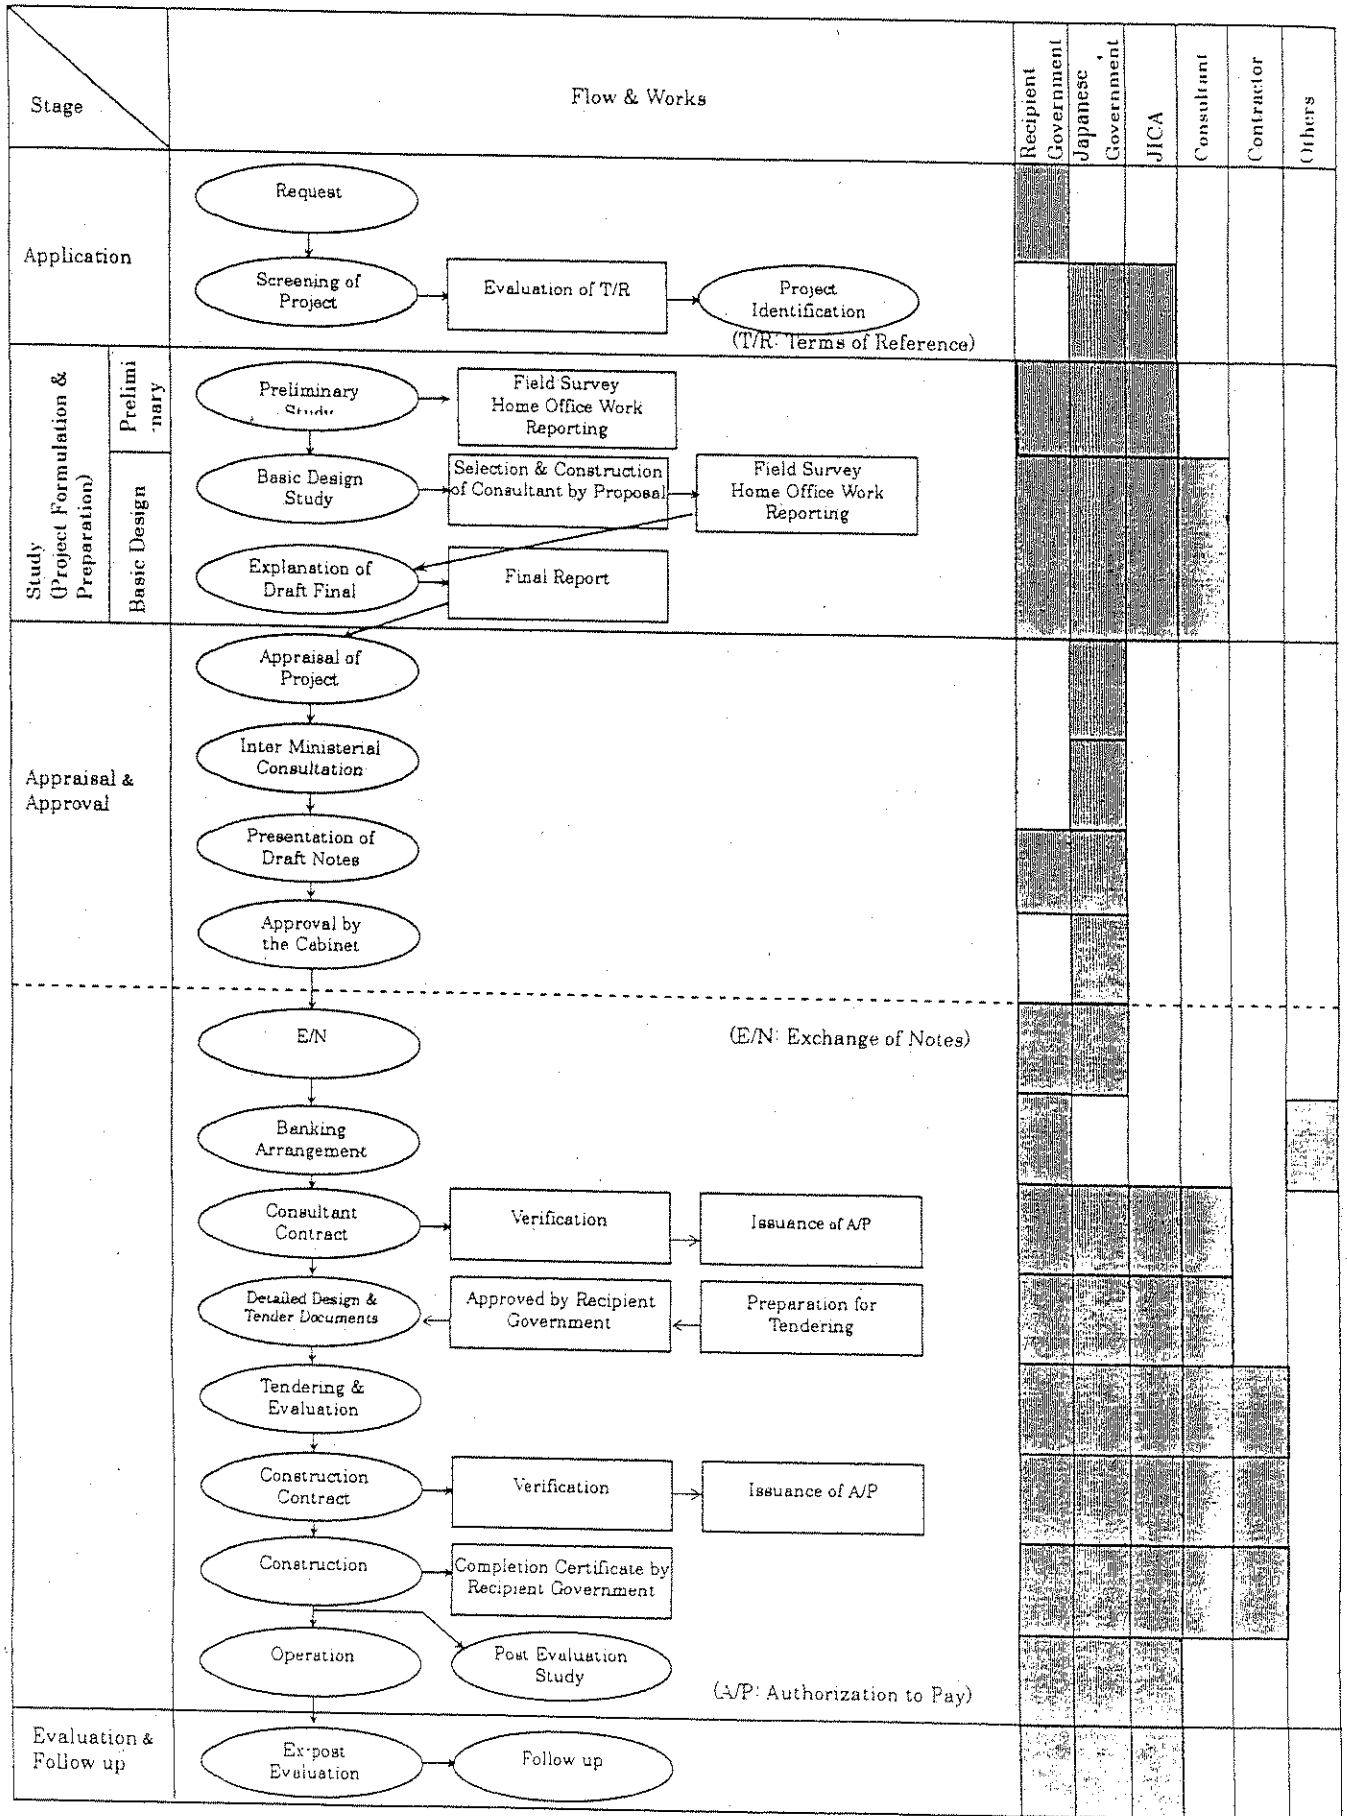 Stage
Flow & Works
Recipient
Government
Japanese
Government
JICA
Consultant
Contractor
Others
Application
Request
Screening of
Project
Evaluation of T/R
Project
Identification
(T/R: Terms of Reference)
Study
(Project Formulation &
Preparation)
Prelimi
-nary
Preliminary
Study
Field Survey
Home Office Work
Reporting
Basic Design
Basic Design
Study
Selection & Construction
of Consultant by Proposal
Field Survey
Home Office Work
Reporting
Explanation of
Draft Final
Final Report
Appraisal &
Approval
Appraisal of
Project
Inter Ministerial
Consultation
Presentation of
Draft Notes
Approval by
the Cabinet
E/N
(E/N: Exchange of Notes)
Banking
Arrangement
Consultant
Contract
Verification
Issuance of A/P
Detailed Design &
Tender Documents
Approved by Recipient
Government
Preparation for
Tendering
Tendering &
Evaluation
Construction
Contract
Verification
Issuance of A/P
Construction
Completion Certificate by
Recipient Government
Operation
Post Evaluation
Study
(A/P: Authorization to Pay)
Evaluation &
Follow up
Ex-post
Evaluation
Follow up